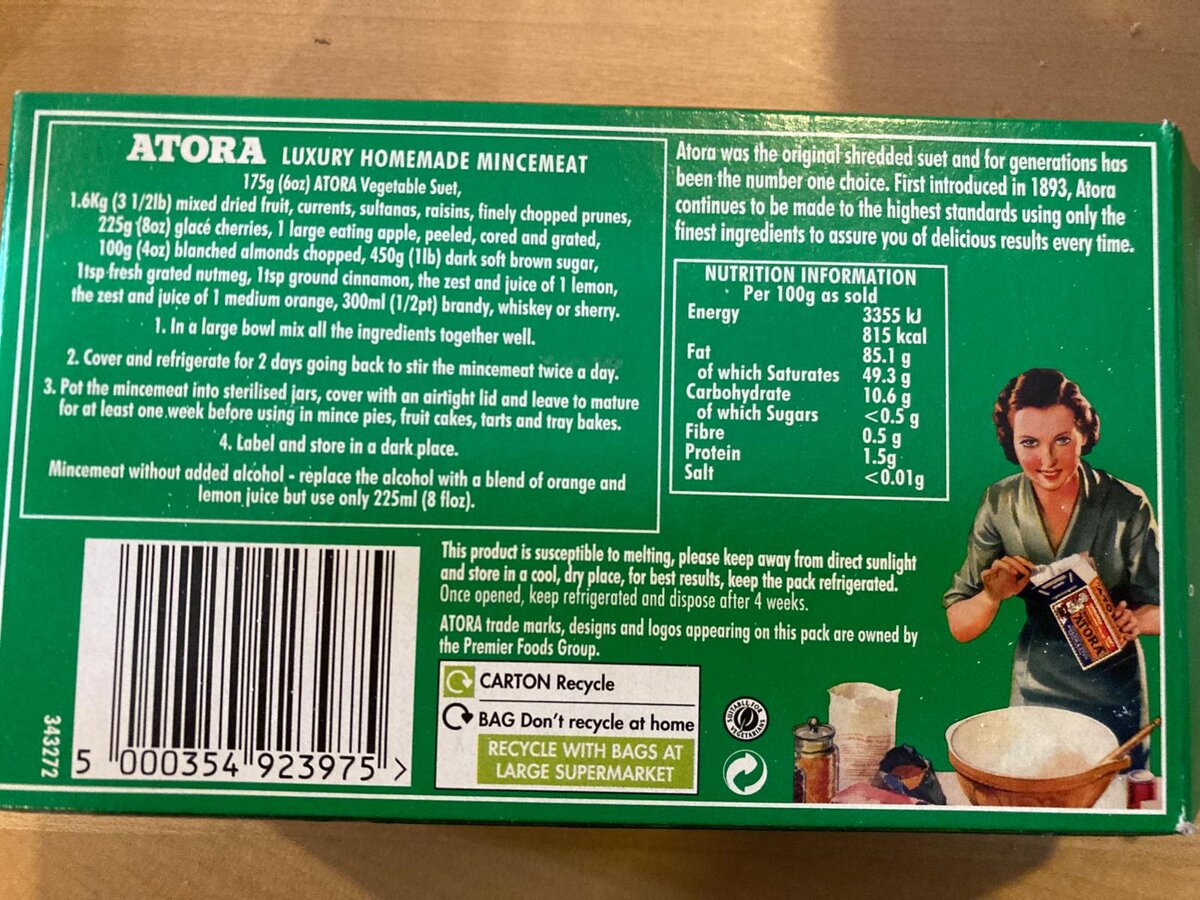 ATORA LUXURY HOMEMADE MINCEMEAT
175g (6oz) ATORA Vegetable Suet,
1.6Kg (3 1/2lb) mixed dried fruit, currents, sultanas, raisins, finely chopped prunes,
225g (8oz) glacé cherries, 1 large eating apple, peeled, cored and grated,
100g (4oz) blanched almonds chopped, 450g (1lb) dark soft brown sugar,
1tsp fresh grated nutmeg, 1tsp ground cinnamon, the zest and juice of 1 lemon,
the zest and juice of 1 medium orange, 300ml (1/2pt) brandy, whiskey or sherry.
1. In a large bowl mix all the ingredients together well.
2. Cover and refrigerate for 2 days going back to stir the mincemeat twice a day.
3. Pot the mincemeat into sterilised jars, cover with an airtight lid and leave to mature
for at least one week before using in mince pies, fruit cakes, tarts and tray bakes.
4. Label and store in a dark place.
Mincemeat without added alcohol - replace the alcohol with a blend of orange and
lemon juice but use only 225ml (8 floz).
Atora was the original shredded suet and for generations has
been the number one choice. First introduced in 1893, Atora
continues to be made to the highest standards using only the
finest ingredients to assure you of delicious results every time.
NUTRITION INFORMATION
Per 100g as sold
Energy 3355 kJ
815 kcal
Fat 85.1 g
of which Saturates 49.3 g
Carbohydrate 10.6 g
of which Sugars <0.5 g
Fibre 0.5 g
Protein 1.5g
Salt <0.01g
This product is susceptible to melting, please keep away from direct sunlight
and store in a cool, dry place, for best results, keep the pack refrigerated.
Once opened, keep refrigerated and dispose after 4 weeks.
ATORA trade marks, designs and logos appearing on this pack are owned by
the Premier Foods Group.
CARTON Recycle
BAG Don't recycle at home
RECYCLE WITH BAGS AT
LARGE SUPERMARKET
SUITABLE FOR
VEGETARIANS
343272
5 000354 923975 >
ATORA
ATORA